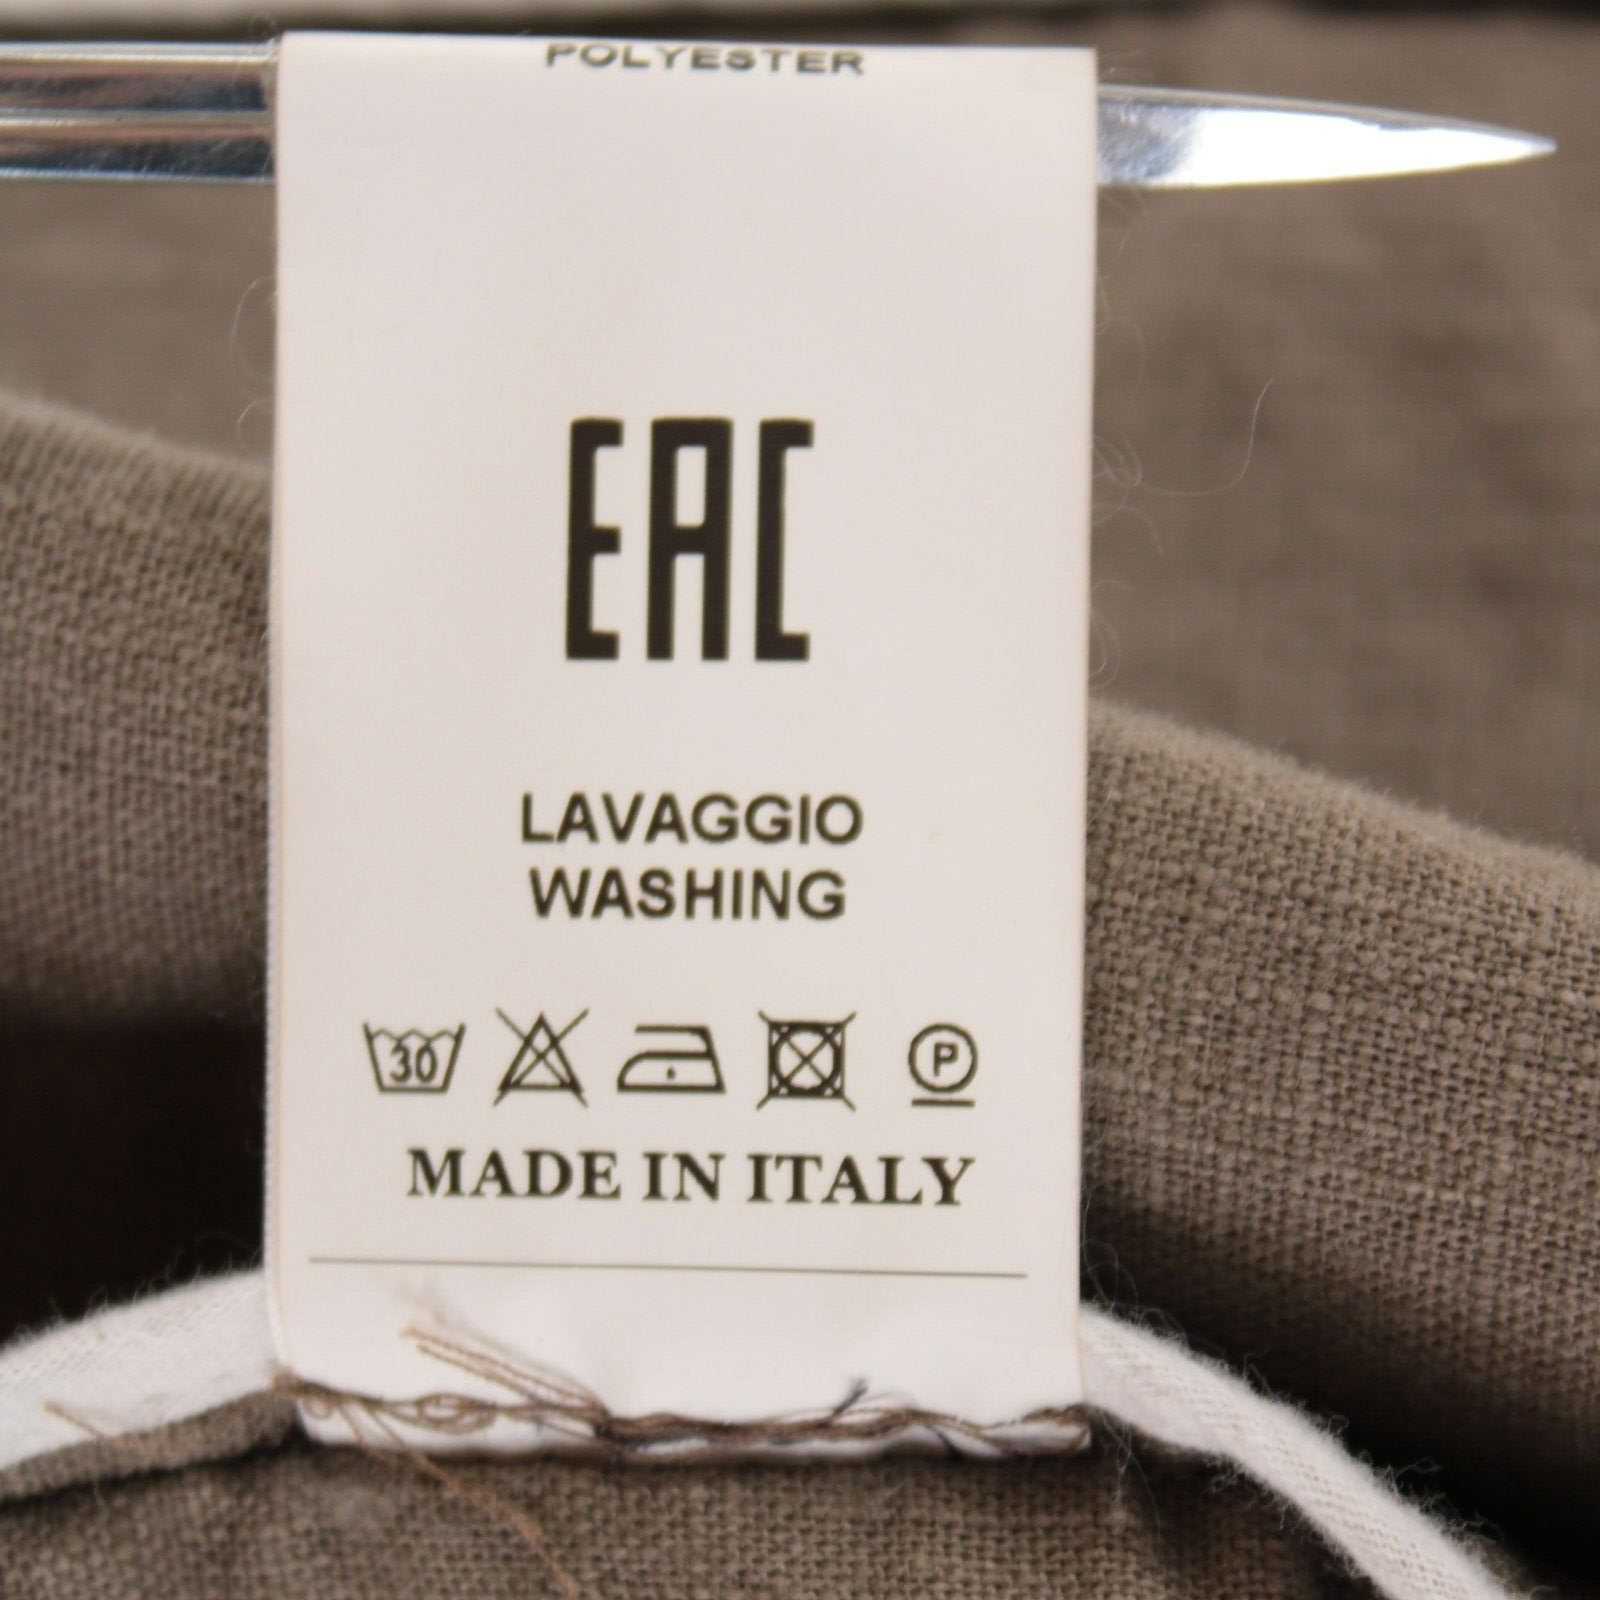 POLYESTER
EAC
LAVAGGIO
WASHING
30 P
MADE IN ITALY